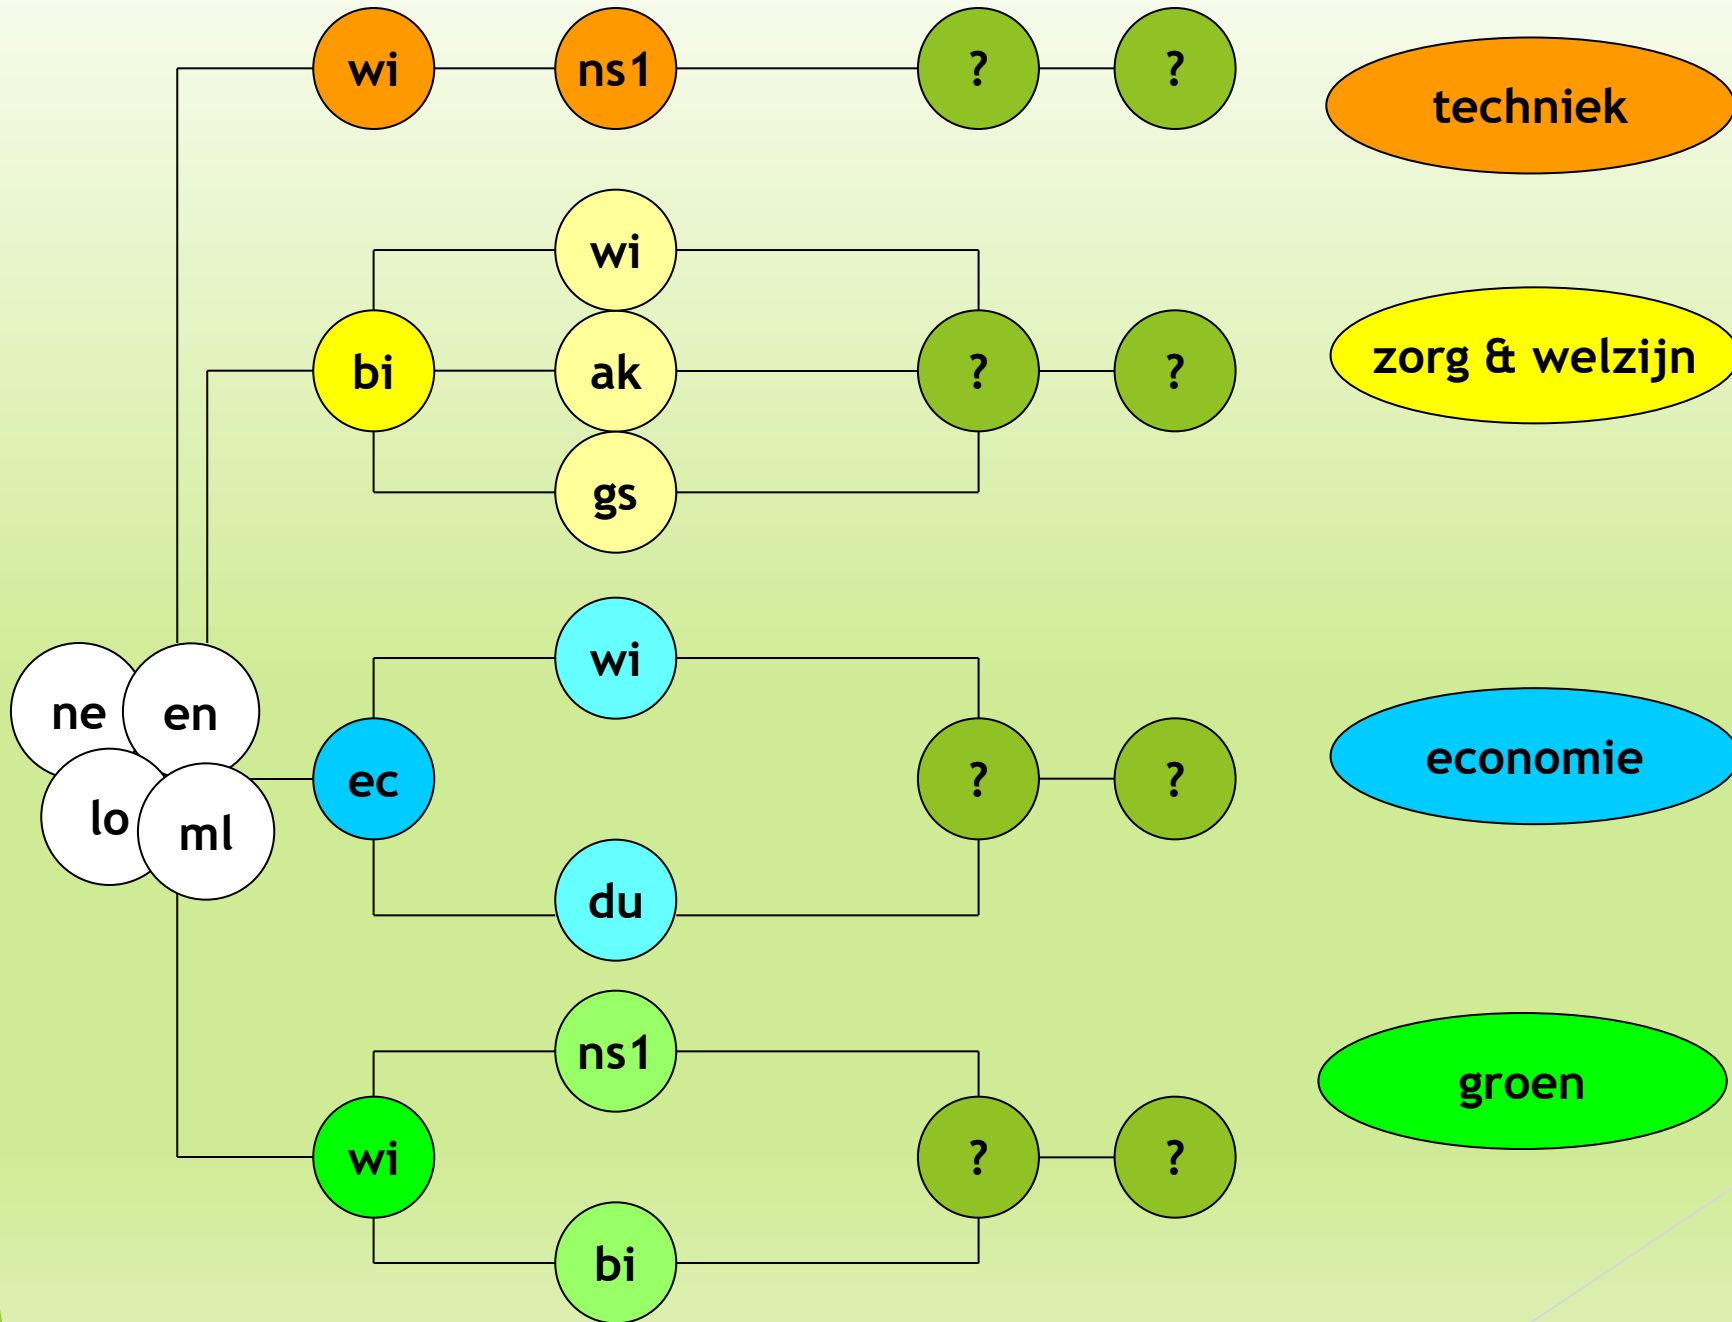 wi ns1 ? ? techniek
wi
bi ak ? ? zorg & welzijn
gs
wi
ne en
ec ? ? economie
lo ml
du
ns1
wi ? ? groen
bi